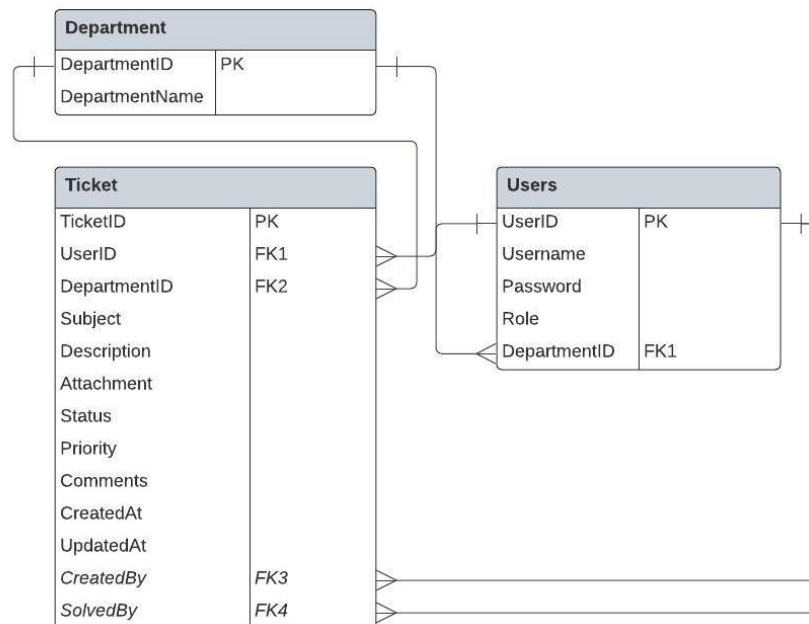 Department
DepartmentID PK
DepartmentName
Ticket
TicketID PK
UserID FK1
DepartmentID FK2
Subject
Description
Attachment
Status
Priority
Comments
CreatedAt
UpdatedAt
CreatedBy FK3
SolvedBy FK4
Users
UserID PK
Username
Password
Role
DepartmentID FK1